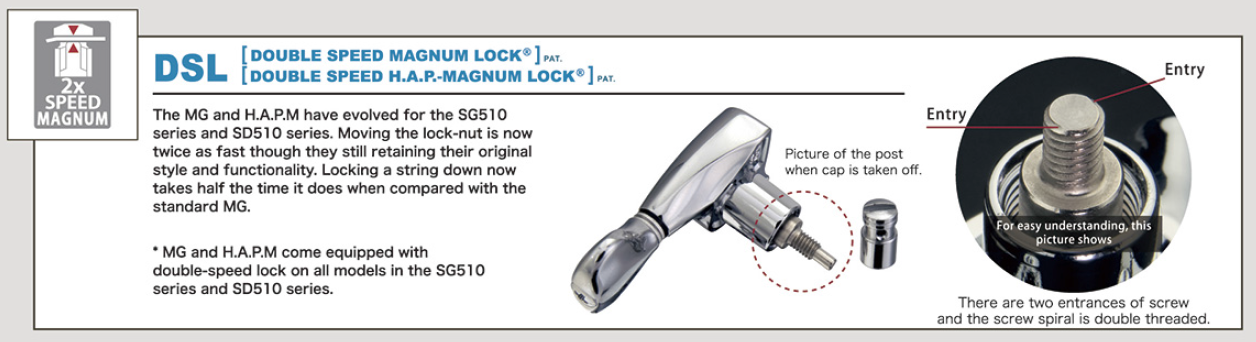 2x
SPEED
MAGNUM
DSL
[DOUBLE SPEED MAGNUM LOCK®] PAT.
[DOUBLE SPEED H.A.P.-MAGNUM LOCK®] PAT.
The MG and H.A.P.M have evolved for the SG510
series and SD510 series. Moving the lock-nut is now
twice as fast though they still retaining their original
style and functionality. Locking a string down now
takes half the time it does when compared with the
standard MG.
* MG and H.A.P.M come equipped with
double-speed lock on all models in the SG510
series and SD510 series.
Picture of the post
when cap is taken off.
Entry
Entry
For easy understanding, this
picture shows
There are two entrances of screw
and the screw spiral is double threaded.